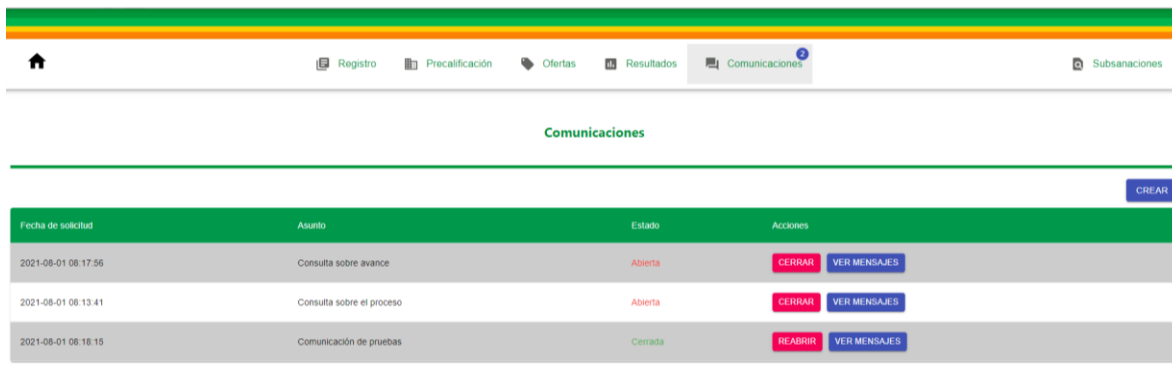 Registro Precalificación Ofertas Resultados Comunicaciones 2 Subsanaciones
Comunicaciones
CREAR
Fecha de solicitud Asunto Estado Acciones
2021-08-01 08:17:56 Consulta sobre avance Abierta CERRAR VER MENSAJES
2021-08-01 08:13:41 Consulta sobre el proceso Abierta CERRAR VER MENSAJES
2021-08-01 08:18:15 Comunicación de pruebas Cerrada REABRIR VER MENSAJES